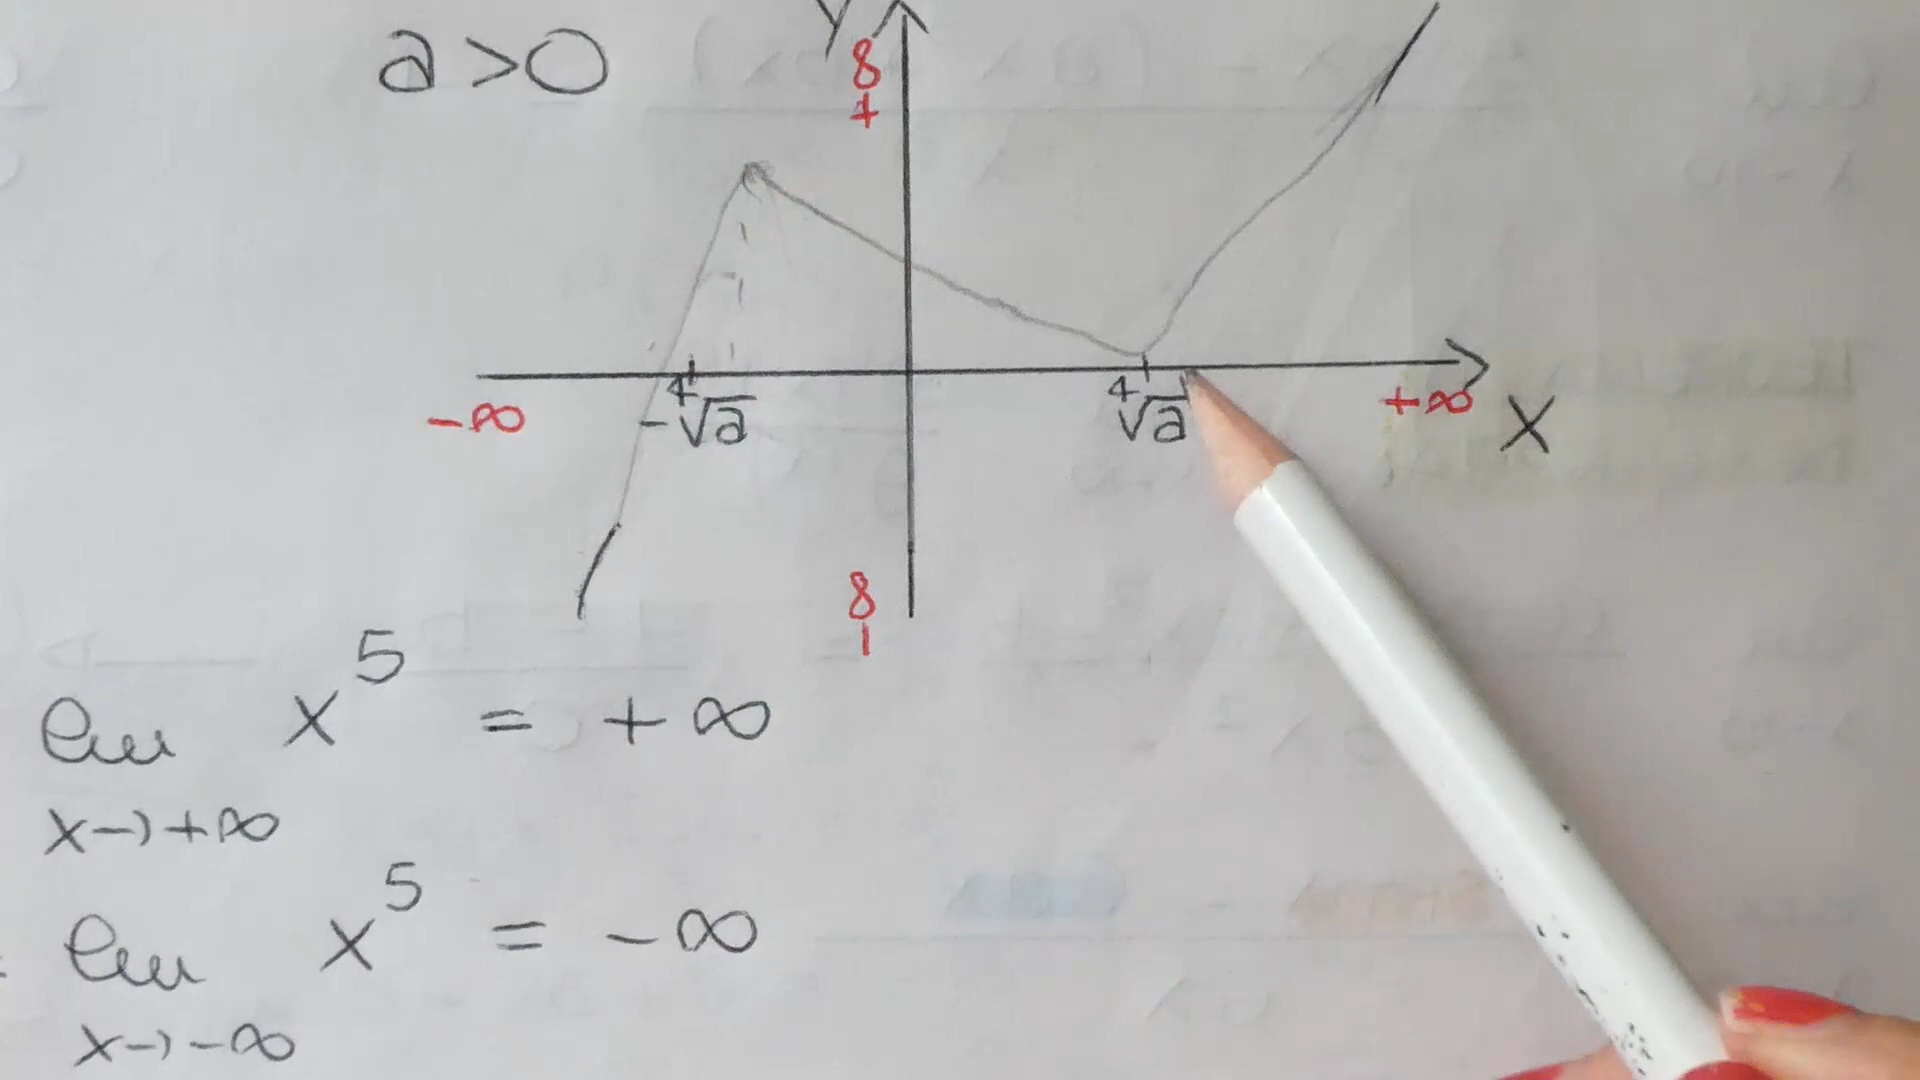 a > 0
y
+∞
-∞
-⁴√a
⁴√a
+∞
x
-∞
lim x⁵ = +∞
x→+∞
lim x⁵ = -∞
x→-∞